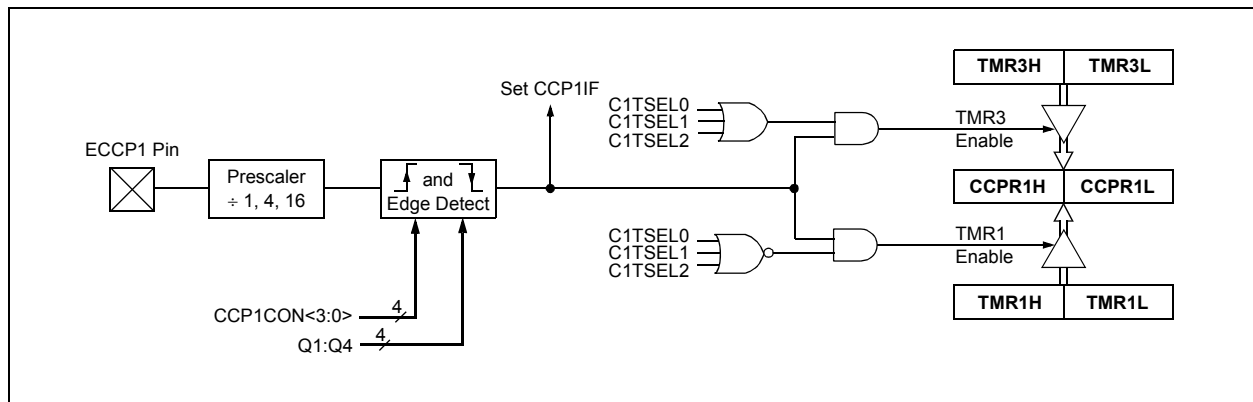 TMR3H TMR3L
Set CCP1IF
C1TSEL0
C1TSEL1
C1TSEL2
TMR3
Enable
ECCP1 Pin
Prescaler
÷ 1, 4, 16
and
Edge Detect
CCPR1H CCPR1L
C1TSEL0
C1TSEL1
C1TSEL2
TMR1
Enable
TMR1H TMR1L
CCP1CON<3:0>
4
Q1:Q4
4